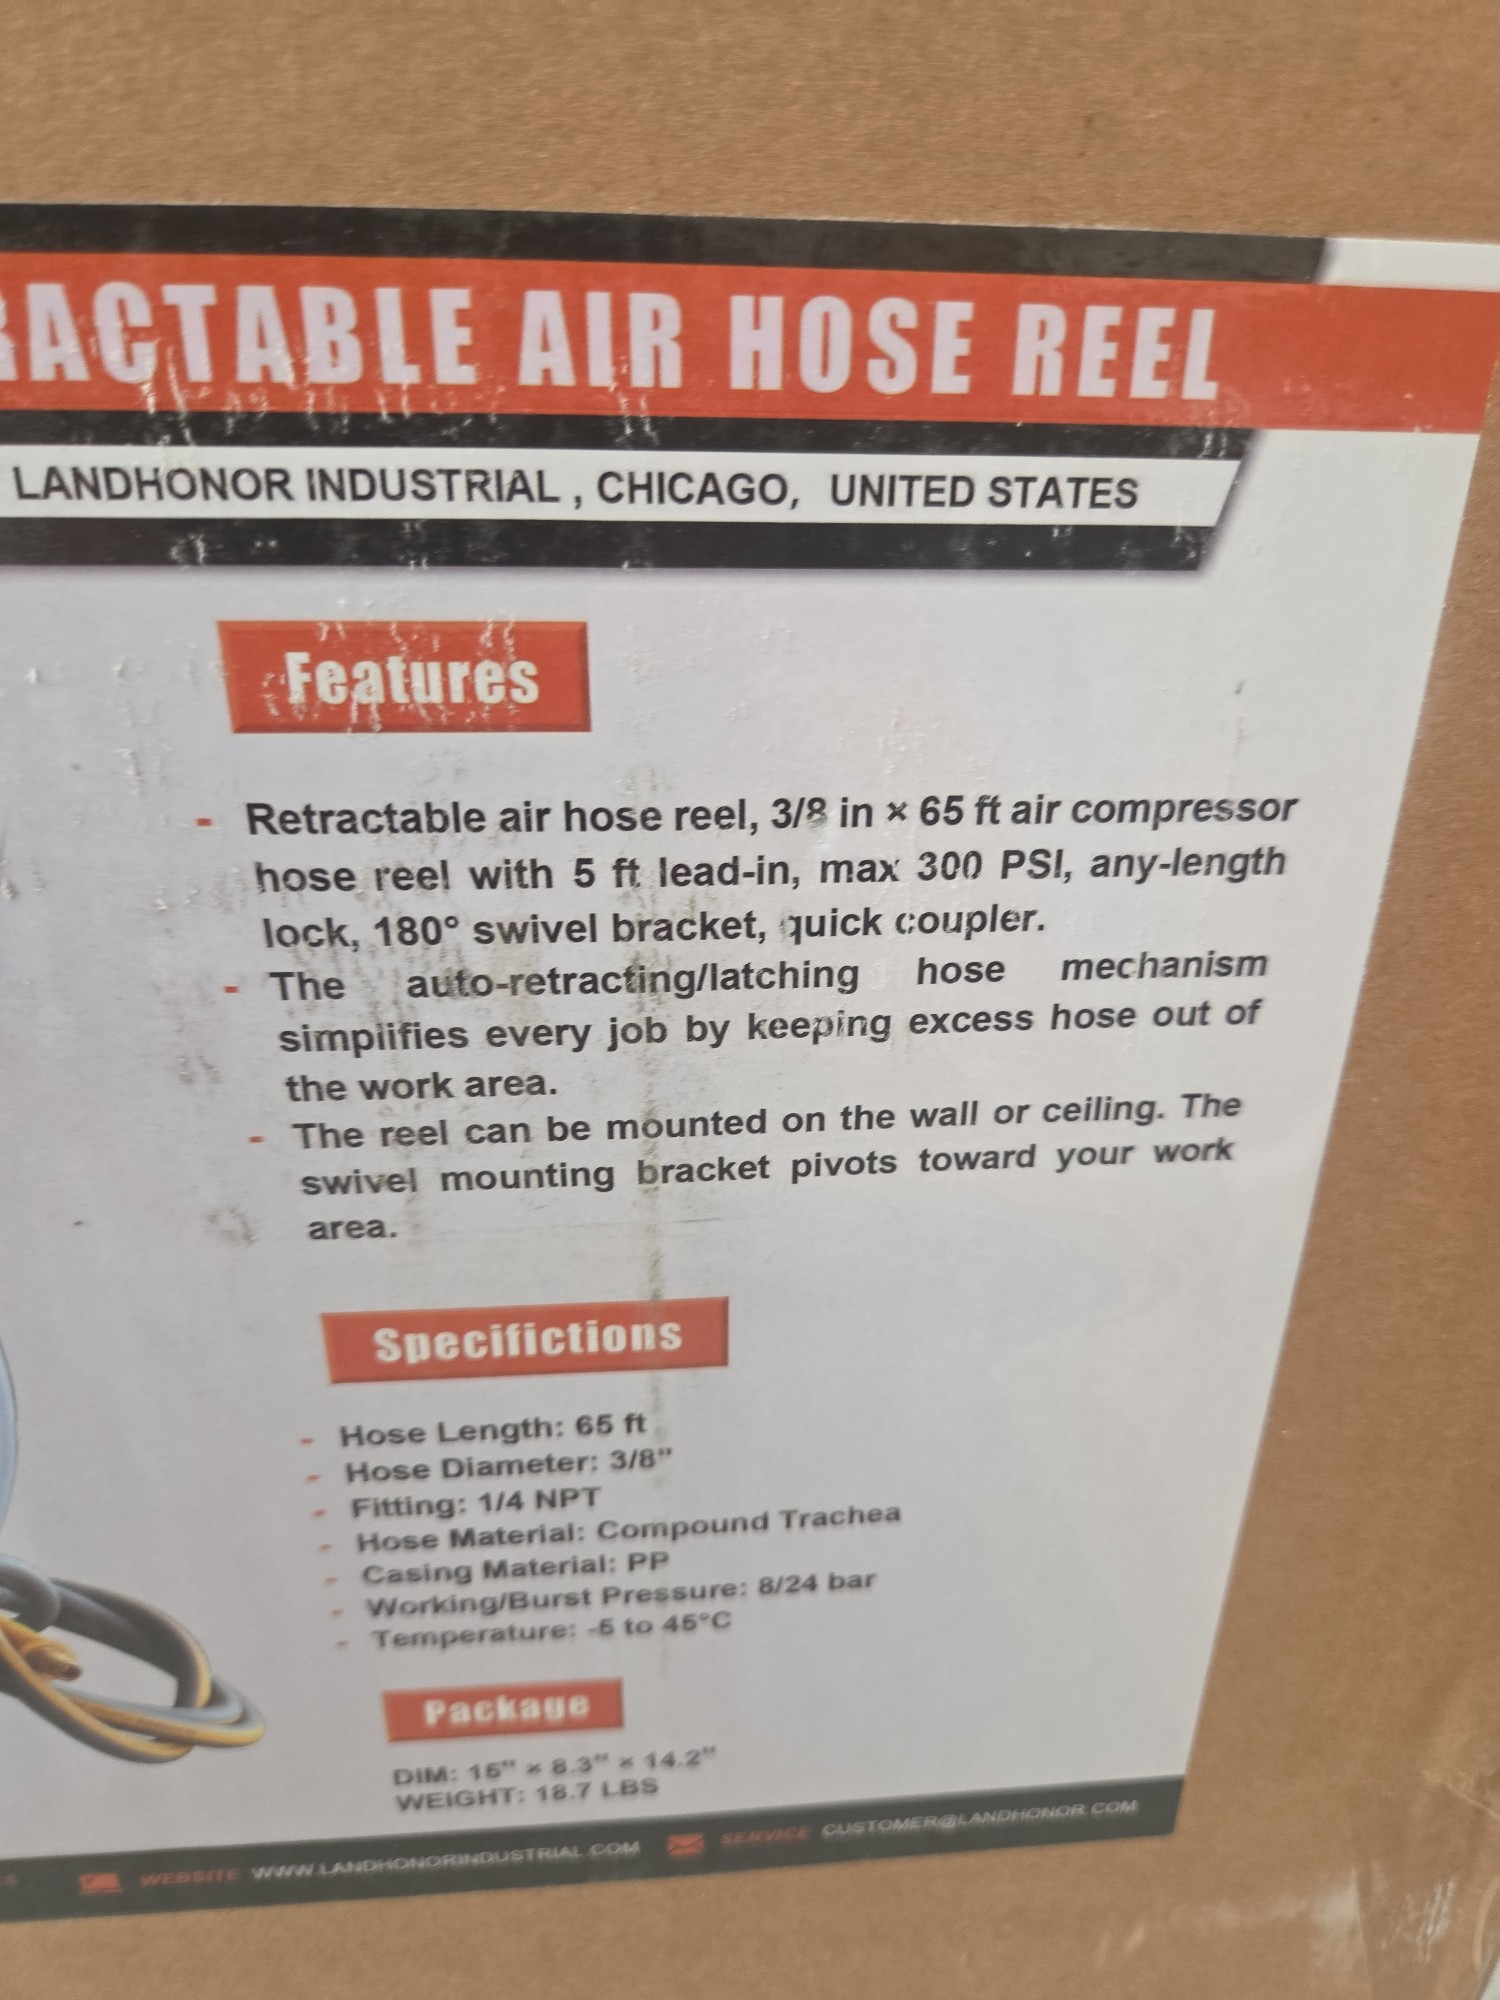 RACTABLE AIR HOSE REEL
LANDHONOR INDUSTRIAL , CHICAGO, UNITED STATES
Features
- Retractable air hose reel, 3/8 in × 65 ft air compressor
hose reel with 5 ft lead-in, max 300 PSI, any-length
lock, 180° swivel bracket, quick coupler.
- The auto-retracting/latching hose mechanism
simplifies every job by keeping excess hose out of
the work area.
- The reel can be mounted on the wall or ceiling. The
swivel mounting bracket pivots toward your work
area.
Specifictions
- Hose Length: 65 ft
- Hose Diameter: 3/8"
- Fitting: 1/4 NPT
- Hose Material: Compound Trachea
- Casing Material: PP
- Working/Burst Pressure: 8/24 bar
- Temperature: -5 to 45°C
Package
DIM: 15" × 8.3" × 14.2"
WEIGHT: 18.7 LBS
WEBSITE WWW.LANDHONORINDUSTRIAL.COM SERVICE CUSTOMER@LANDHONOR.COM